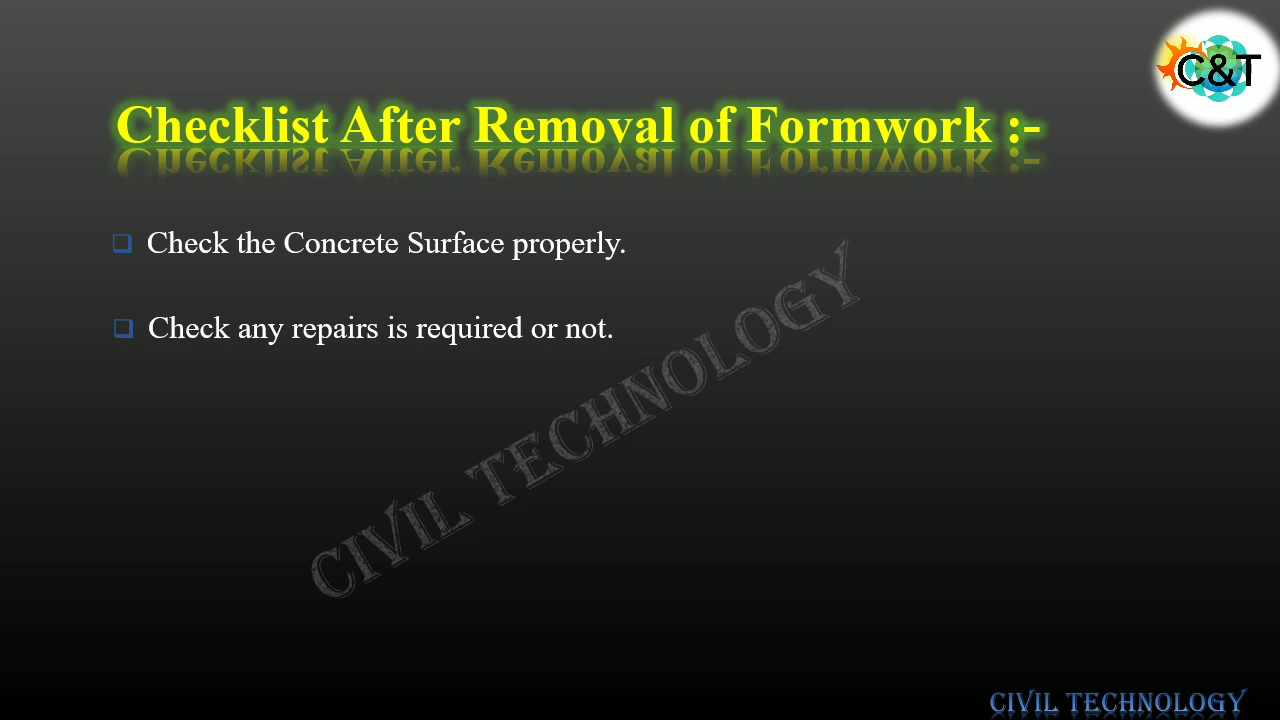 C&T
Checklist After Removal of Formwork :-
❑ Check the Concrete Surface properly.
❑ Check any repairs is required or not.
CIVIL TECHNOLOGY
CIVIL TECHNOLOGY